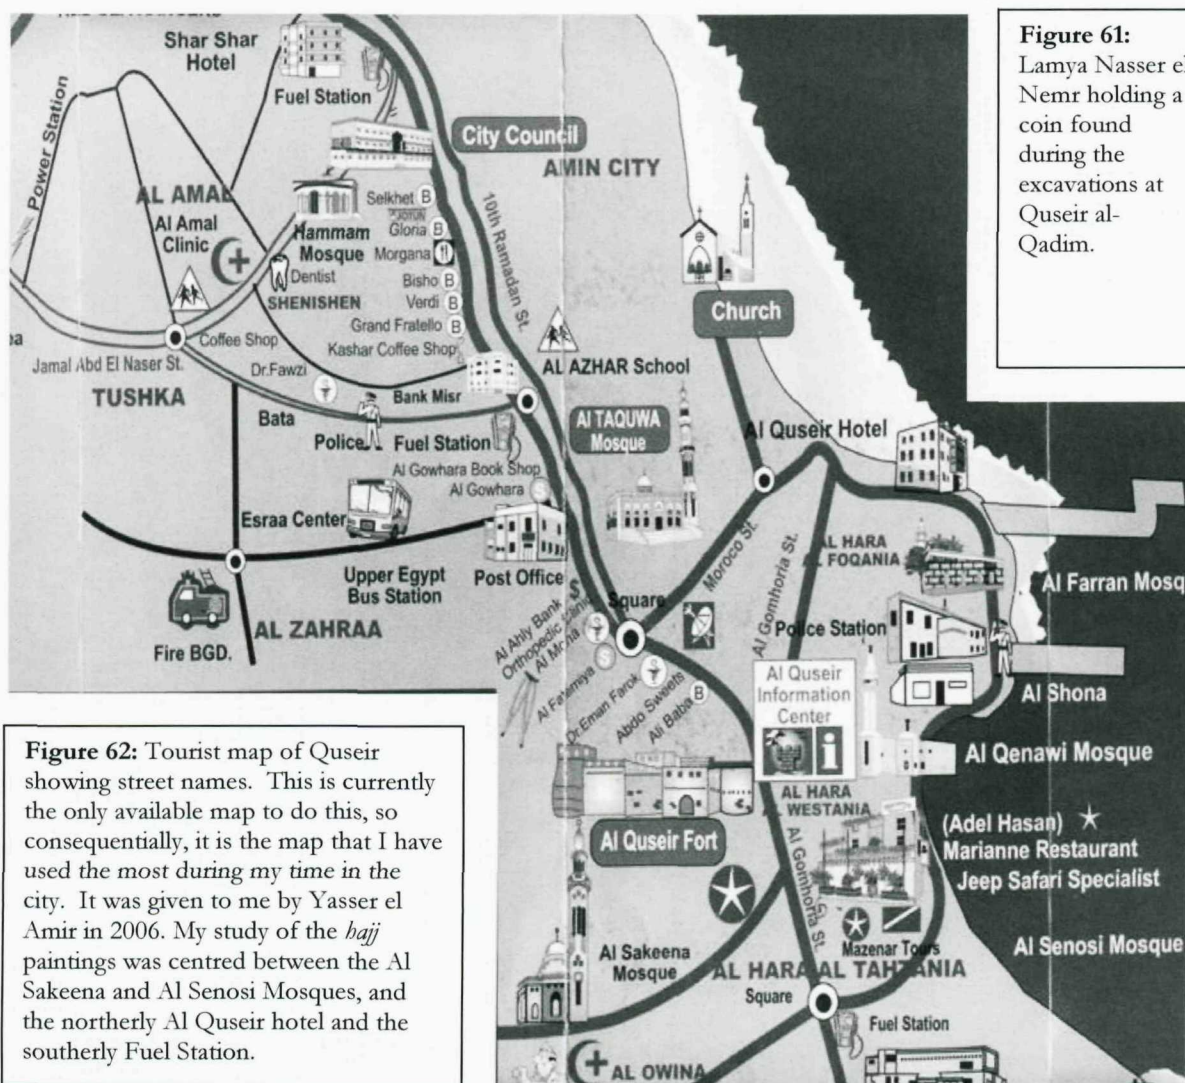 Figure 61:
Lamya Nasser el
Nemr holding a
coin found
during the
excavations at
Quseir al-
Qadim.
Shar Shar
Hotel
Fuel Station
Power Station
City Council
AMIN CITY
AL AMAL
Al Amal
Clinic
Selkhet B
Gloria B
Hammam
Mosque
Morgana
Dentist
SHENISHEN
Bisho B
Verdi B
Grand Fratello B
Kashar Coffee Shop
10th Ramadan St.
Church
Coffee Shop
Jamal Abd El Naser St.
TUSHKA
Dr.Fawzi
AL AZHAR School
Bank Misr
Bata
Police
Fuel Station
Al TAQUWA
Mosque
Al Quseir Hotel
Al Gowhara Book Shop
Al Gowhara
Esraa Center
Upper Egypt
Bus Station
Post Office
Moroco St.
Al Gomhoria St.
AL HARA
AL FOQANIA
Al Farran Mosq
Fire BGD.
AL ZAHRAA
Square
Al Ahly Bank
Orthopedic
Al Fatemiya
Dr.Eman Farok
Abdo Sweets
Ali Baba B
Police Station
Al Quseir
Information
Center
i
Al Shona
Al Qenawi Mosque
AL HARA
AL WESTANIA
Al Quseir Fort
Al Gomhoria St.
(Adel Hasan)
Marianne Restaurant
Jeep Safari Specialist
Mazenar Tours
Al Senosi Mosque
Al Sakeena
Mosque
AL HARA AL TAHTANIA
Square
Fuel Station
AL OWINA
Figure 62: Tourist map of Quseir
showing street names. This is currently
the only available map to do this, so
consequentially, it is the map that I have
used the most during my time in the
city. It was given to me by Yasser el
Amir in 2006. My study of the hajj
paintings was centred between the Al
Sakeena and Al Senosi Mosques, and
the northerly Al Quseir hotel and the
southerly Fuel Station.